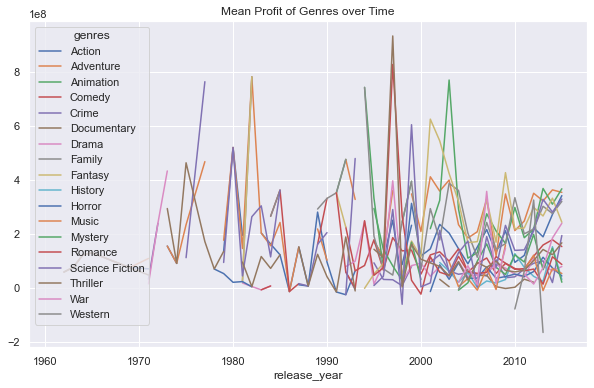 Mean Profit of Genres over Time
1e8
genres
Action
Adventure
Animation
Comedy
Crime
Documentary
Drama
Family
Fantasy
History
Horror
Music
Mystery
Romance
Science Fiction
Thriller
War
Western
8
6
4
2
0
−2
1960 1970 1980 1990 2000 2010
release_year